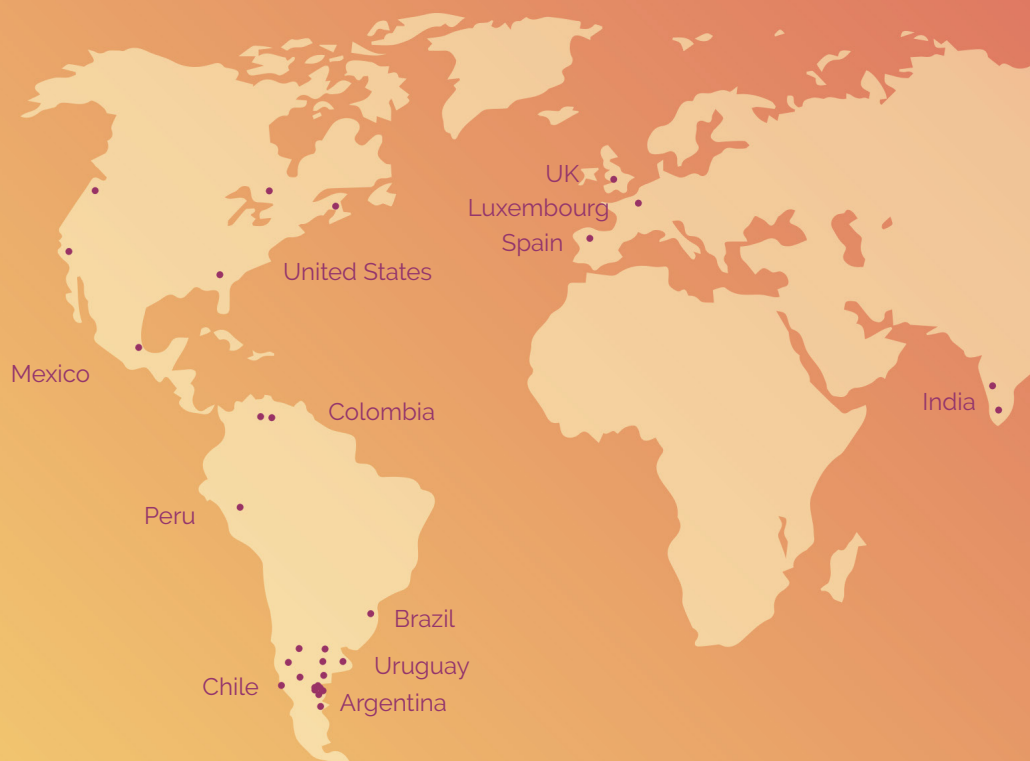 UK
Luxembourg
Spain
United States
Mexico
Colombia
India
Peru
Brazil
Uruguay
Chile
Argentina